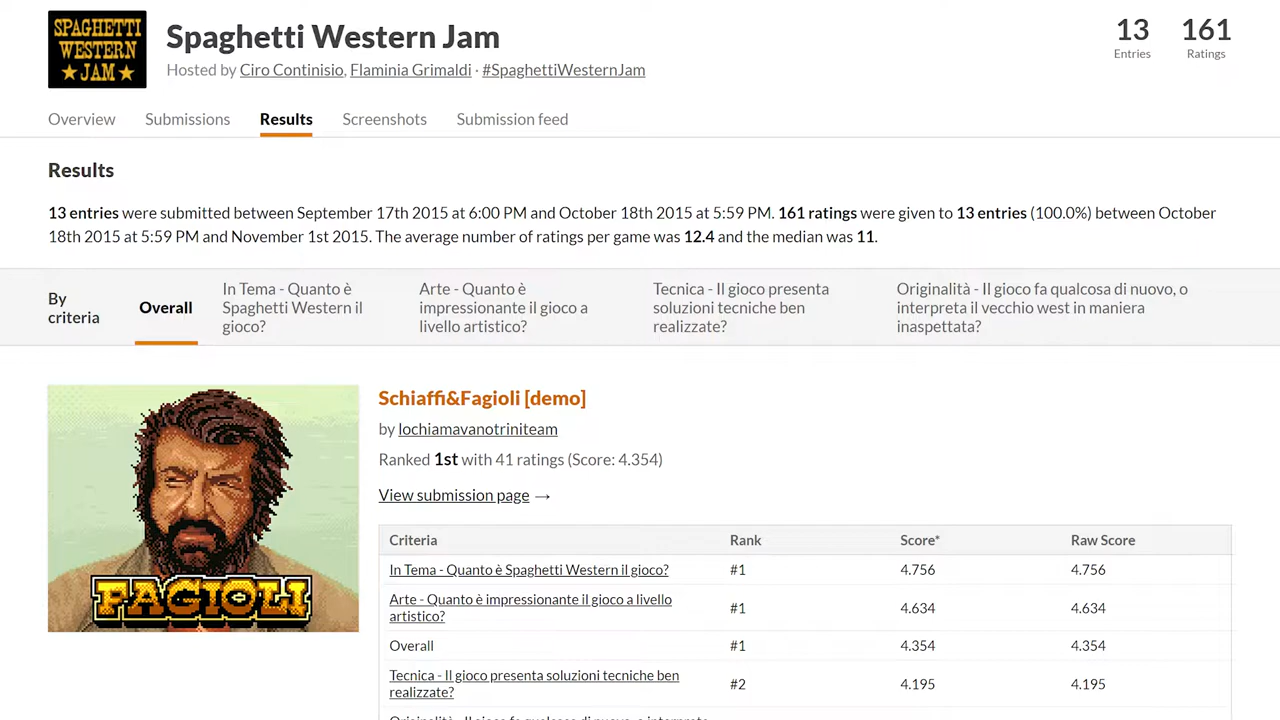 SPAGHETTI
WESTERN
★ JAM ★
Spaghetti Western Jam
Hosted by Ciro Continisio, Flaminia Grimaldi · #SpaghettiWesternJam
13
Entries
161
Ratings
Overview Submissions Results Screenshots Submission feed
Results
13 entries were submitted between September 17th 2015 at 6:00 PM and October 18th 2015 at 5:59 PM. 161 ratings were given to 13 entries (100.0%) between October
18th 2015 at 5:59 PM and November 1st 2015. The average number of ratings per game was 12.4 and the median was 11.
By
criteria
Overall
In Tema - Quanto è
Spaghetti Western il
gioco?
Arte - Quanto è
impressionante il gioco a
livello artistico?
Tecnica - Il gioco presenta
soluzioni tecniche ben
realizzate?
Originalità - Il gioco fa qualcosa di nuovo, o
interpreta il vecchio west in maniera
inaspettata?
FAGIOLI
Schiaffi&Fagioli [demo]
by lochiamavanotriniteam
Ranked 1st with 41 ratings (Score: 4.354)
View submission page →
Criteria Rank Score* Raw Score
In Tema - Quanto è Spaghetti Western il gioco? #1 4.756 4.756
Arte - Quanto è impressionante il gioco a livello
artistico? #1 4.634 4.634
Overall #1 4.354 4.354
Tecnica - Il gioco presenta soluzioni tecniche ben
realizzate? #2 4.195 4.195
Originalità - Il gioco fa qualcosa di nuovo, o interpreta